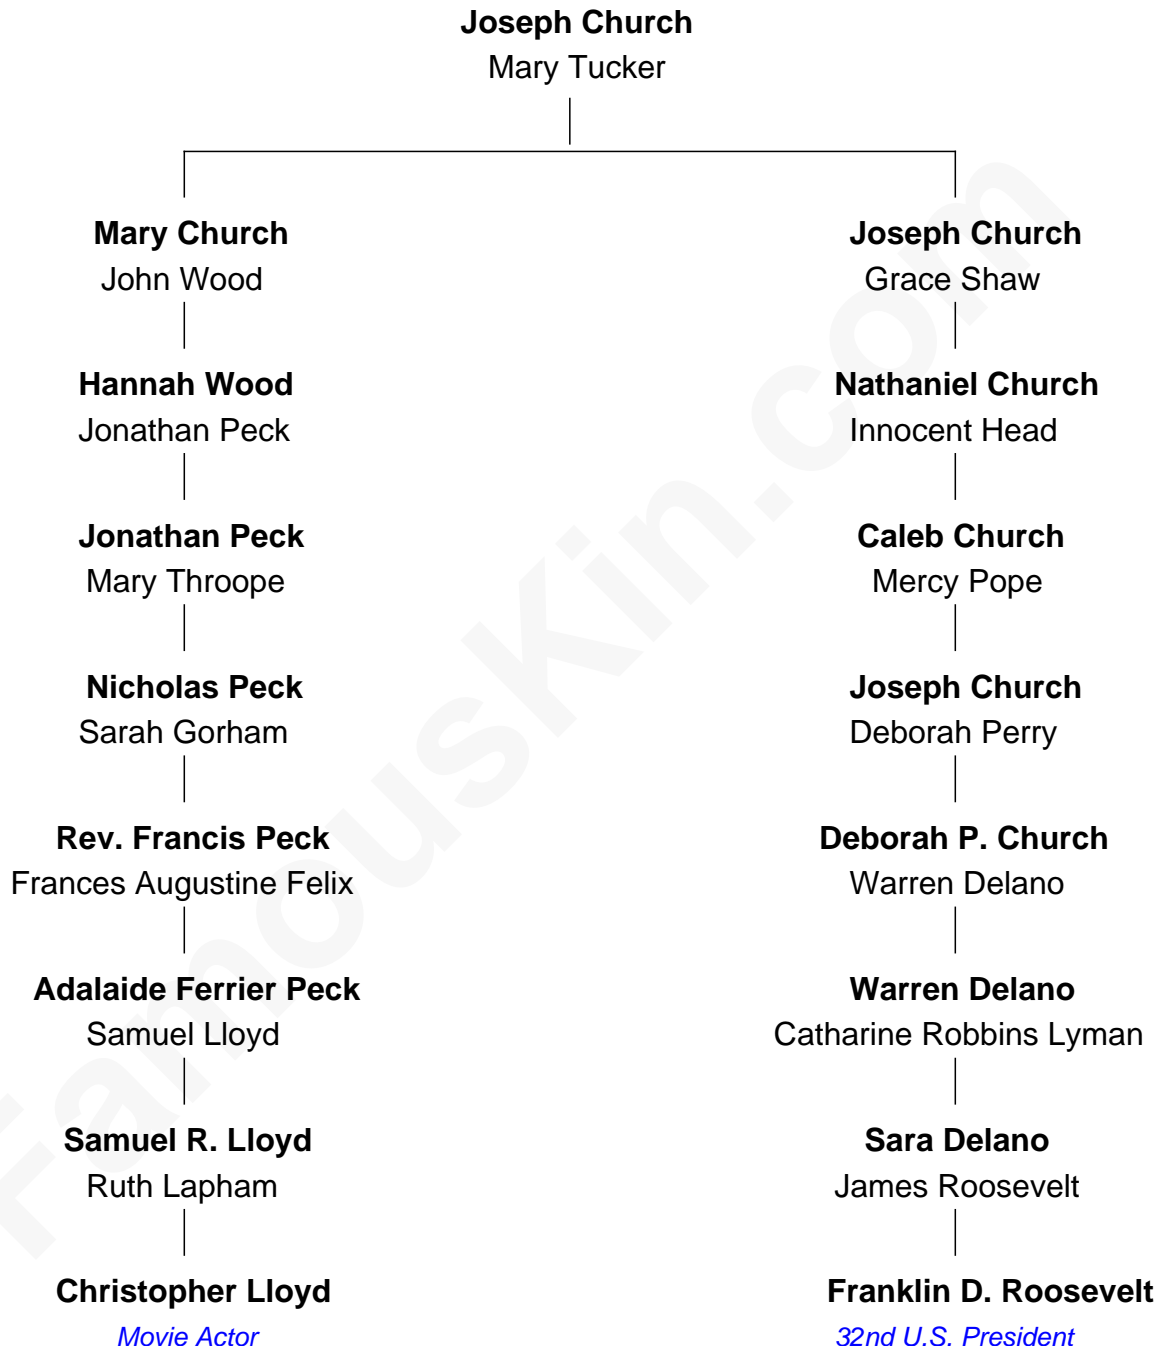 Joseph Church
Mary Tucker
Mary Church
John Wood
Joseph Church
Grace Shaw
Hannah Wood
Jonathan Peck
Nathaniel Church
Innocent Head
Jonathan Peck
Mary Throope
Caleb Church
Mercy Pope
Nicholas Peck
Sarah Gorham
Joseph Church
Deborah Perry
Rev. Francis Peck
Frances Augustine Felix
Deborah P. Church
Warren Delano
Adalaide Ferrier Peck
Samuel Lloyd
Warren Delano
Catharine Robbins Lyman
Samuel R. Lloyd
Ruth Lapham
Sara Delano
James Roosevelt
Christopher Lloyd
Movie Actor
Franklin D. Roosevelt
32nd U.S. President
FamousKin.com